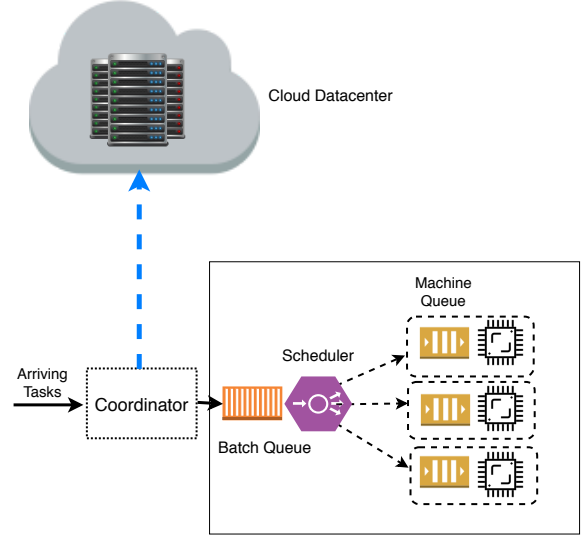 Cloud Datacenter
Machine
Queue
Scheduler
Arriving
Tasks
Coordinator
Batch Queue